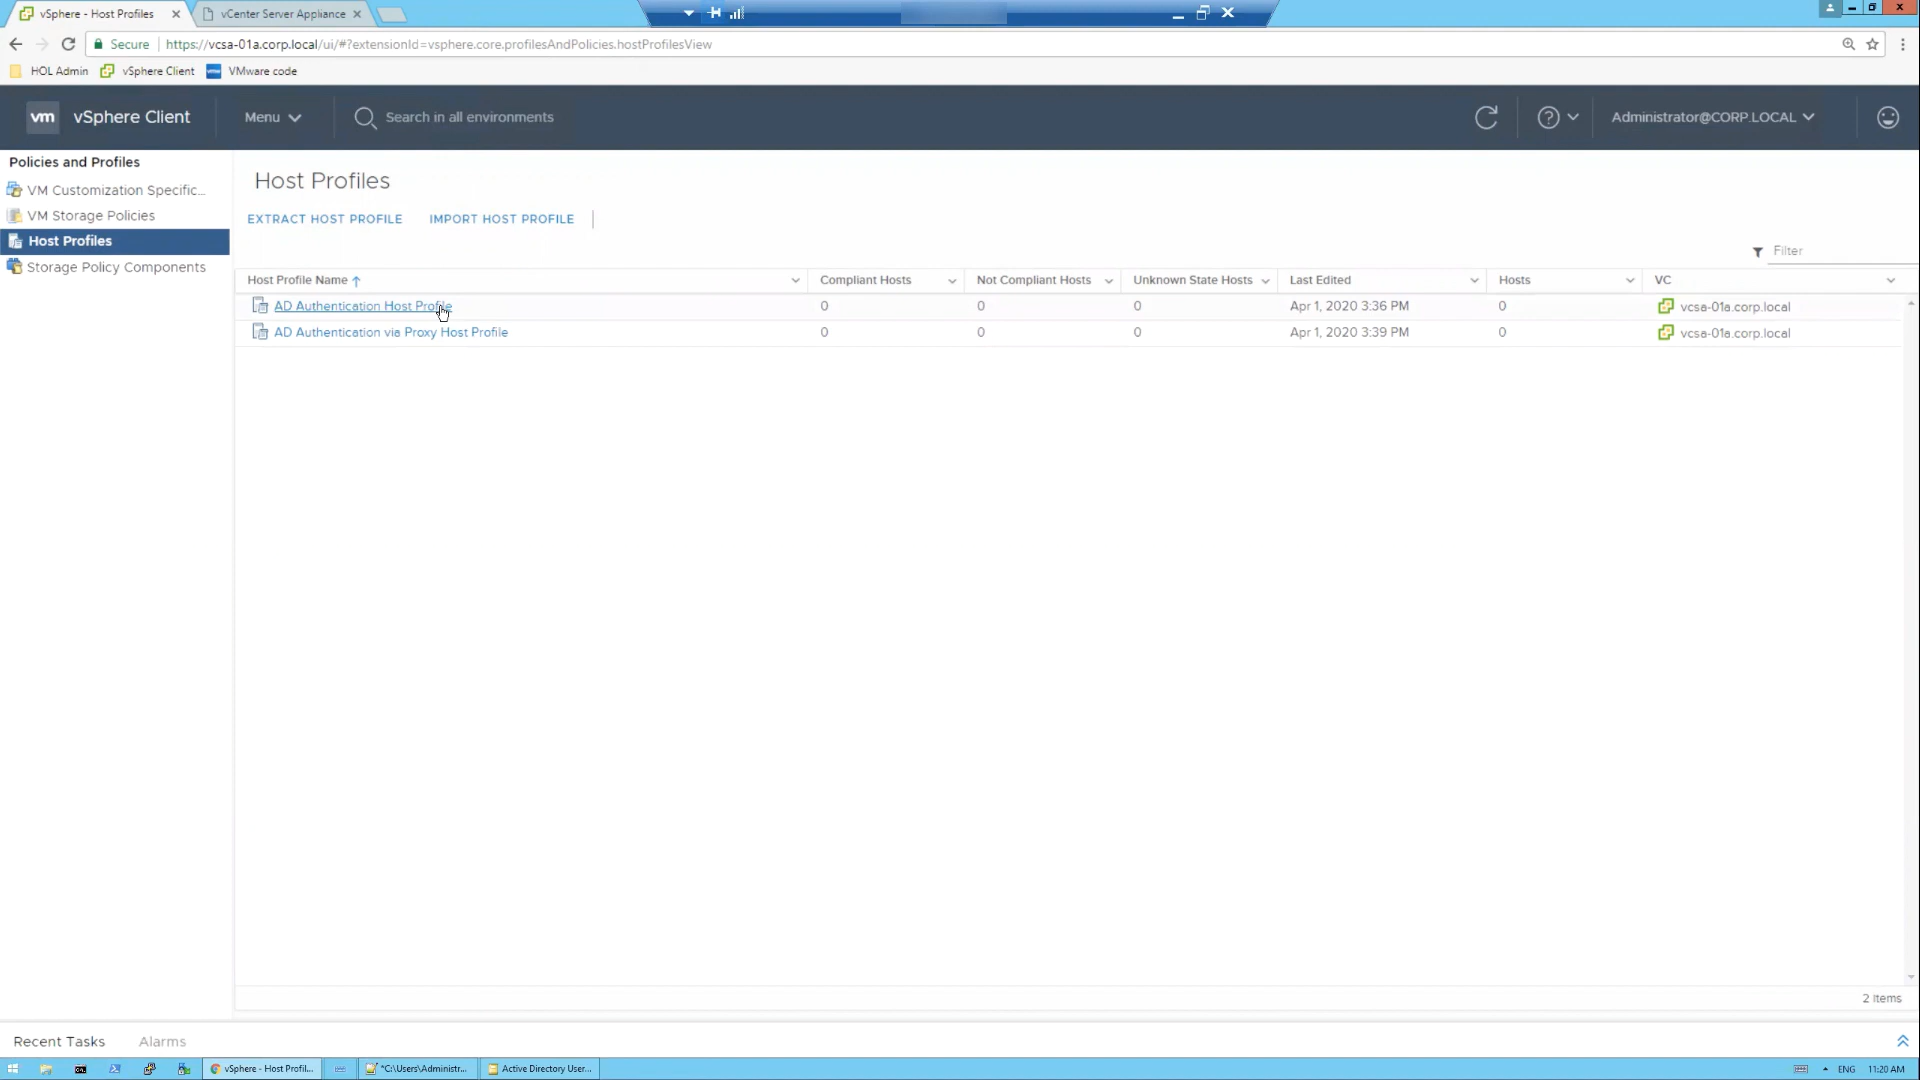 vSphere - Host Profiles
vCenter Server Appliance
Secure https://vcsa-01a.corp.local/ui/#?extensionId=vsphere.core.profilesAndPolicies.hostProfilesView
HOL Admin vSphere Client VMware code
vm vSphere Client Menu Search in all environments Administrator@CORP.LOCAL
Policies and Profiles
VM Customization Specific...
VM Storage Policies
Host Profiles
Storage Policy Components
Host Profiles
EXTRACT HOST PROFILE IMPORT HOST PROFILE
Filter
Host Profile Name Compliant Hosts Not Compliant Hosts Unknown State Hosts Last Edited Hosts VC
AD Authentication Host Profile 0 0 0 Apr 1, 2020 3:36 PM 0 vcsa-01a.corp.local
AD Authentication via Proxy Host Profile 0 0 0 Apr 1, 2020 3:39 PM 0 vcsa-01a.corp.local
2 items
Recent Tasks Alarms
vSphere - Host Profil... *C:\Users\Administr... Active Directory User... ENG 11:20 AM